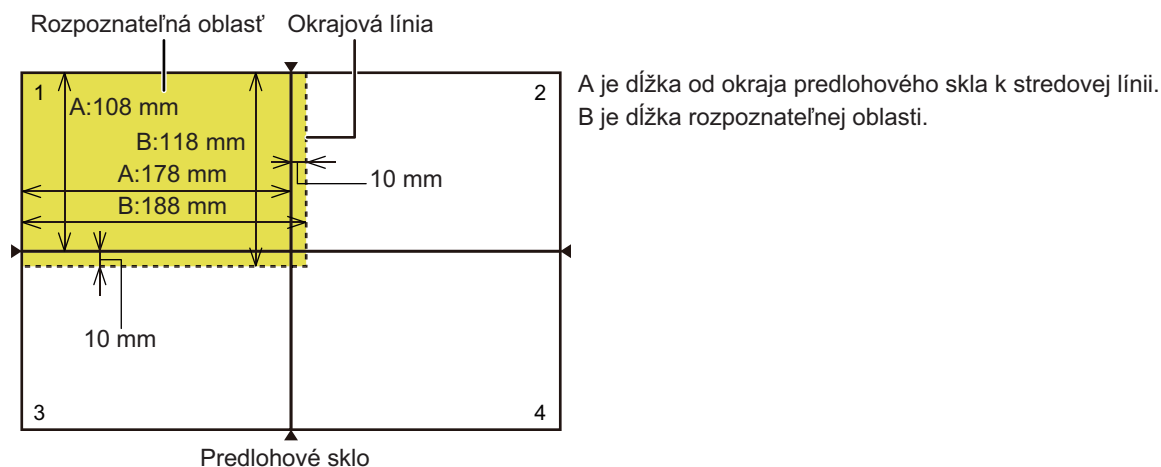 Rozpoznateľná oblasť Okrajová línia
1
2
A:108 mm
B:118 mm
A:178 mm
10 mm
B:188 mm
10 mm
3
4
Predlohové sklo
A je dĺžka od okraja predlohového skla k stredovej línii.
B je dĺžka rozpoznateľnej oblasti.